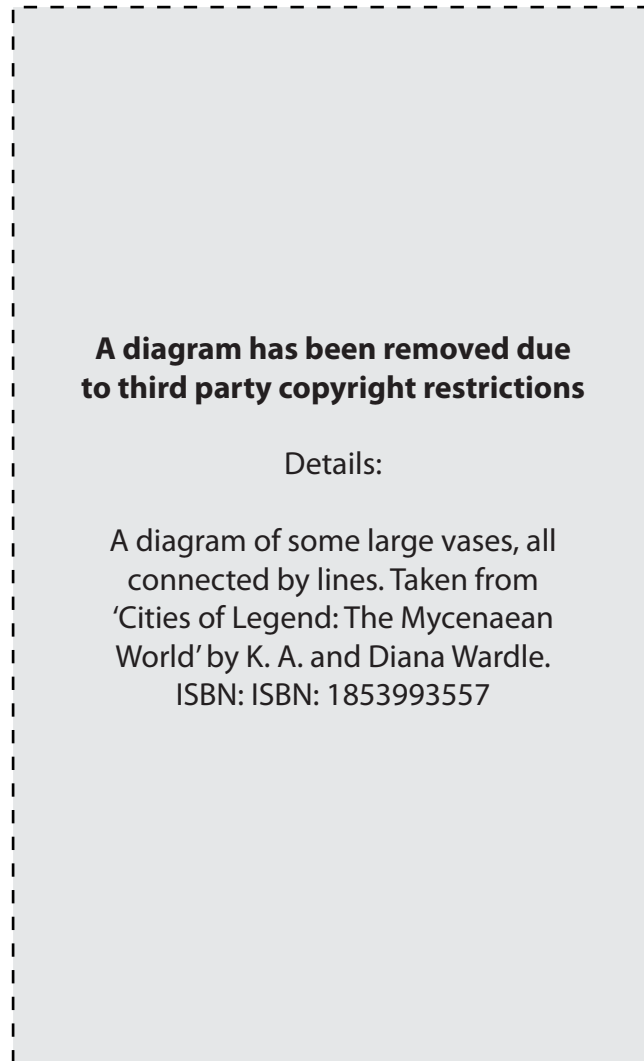 A diagram has been removed due
to third party copyright restrictions
Details:
A diagram of some large vases, all
connected by lines. Taken from
‘Cities of Legend: The Mycenaean
World’ by K. A. and Diana Wardle.
ISBN: ISBN: 1853993557